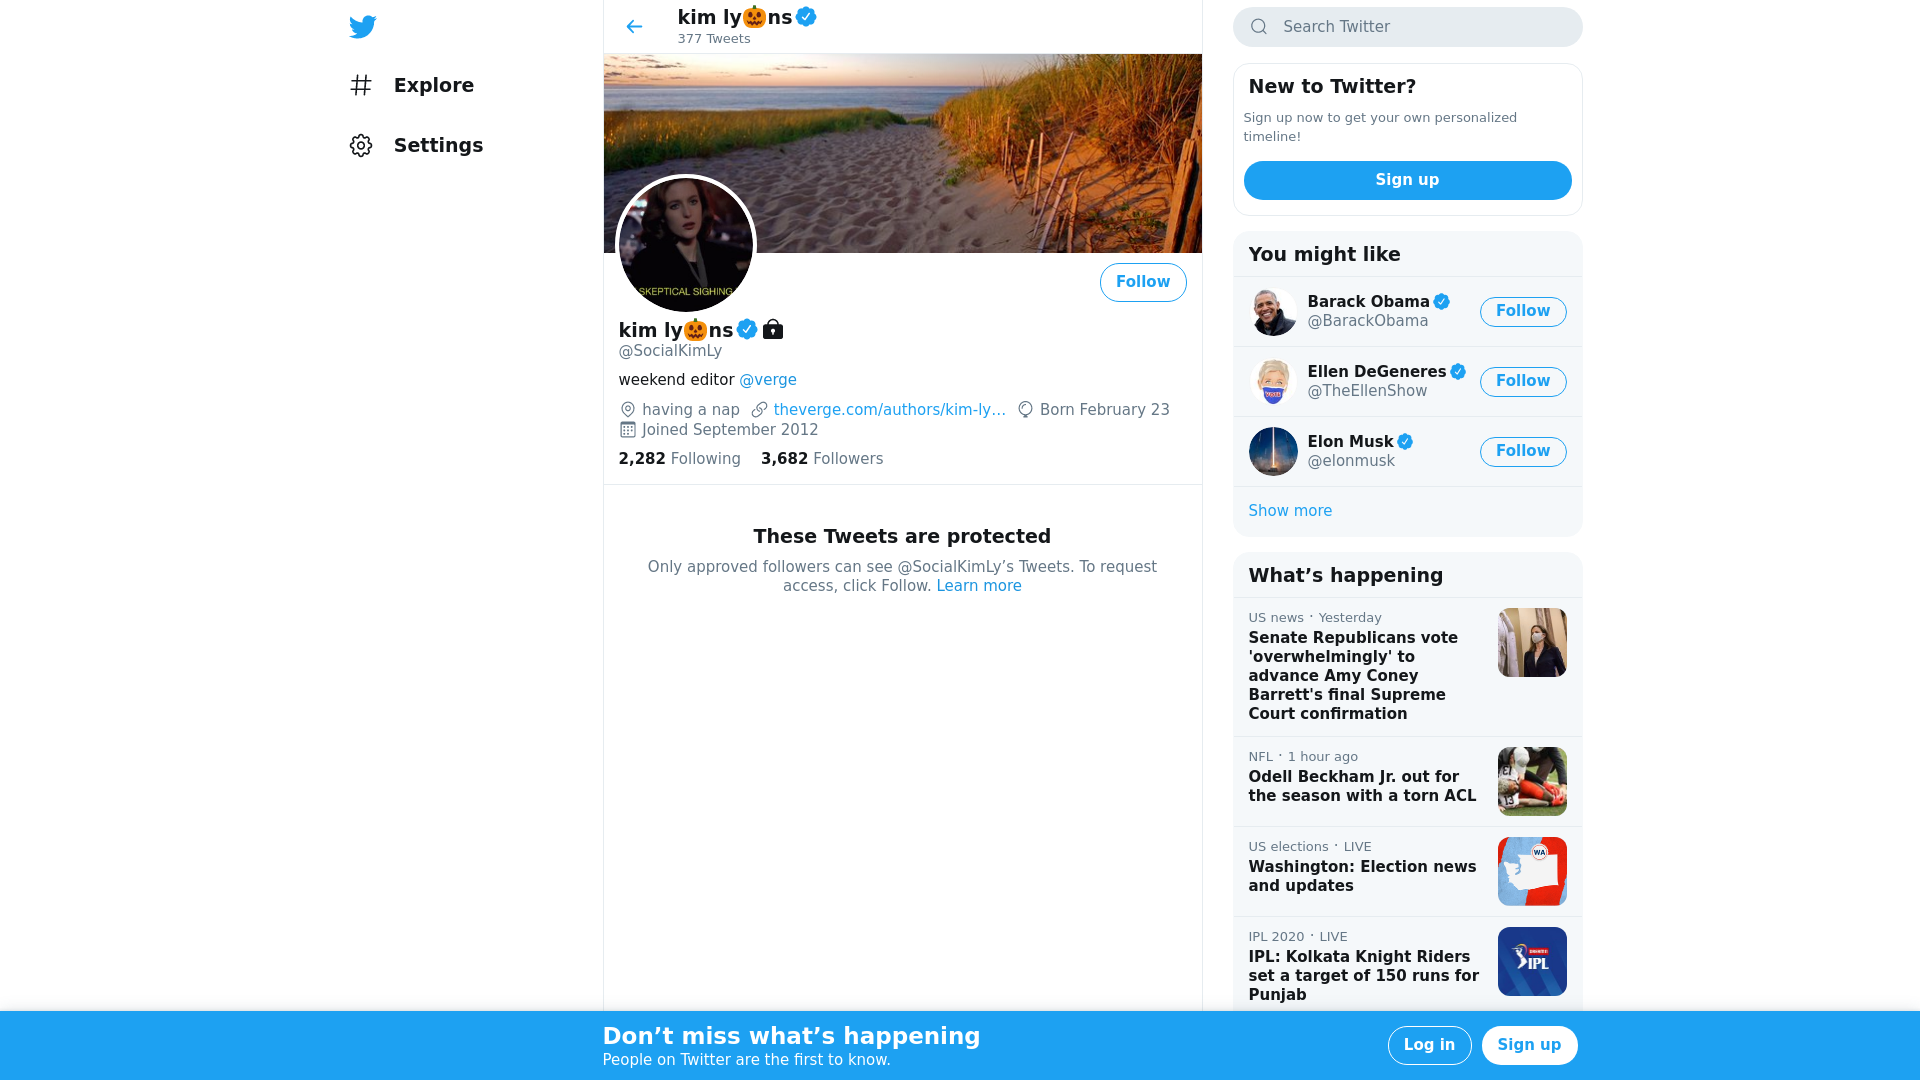 Explore
Settings
kim ly🎃ns
377 Tweets
SKEPTICAL SIGHING
Follow
kim ly🎃ns
@SocialKimLy
weekend editor @verge
having a nap theverge.com/authors/kim-ly… Born February 23
Joined September 2012
2,282 Following 3,682 Followers
These Tweets are protected
Only approved followers can see @SocialKimLy’s Tweets. To request
access, click Follow. Learn more
Search Twitter
New to Twitter?
Sign up now to get your own personalized
timeline!
Sign up
You might like
Barack Obama
@BarackObama
Follow
Ellen DeGeneres
@TheEllenShow
Follow
Elon Musk
@elonmusk
Follow
Show more
What’s happening
US news · Yesterday
Senate Republicans vote
'overwhelmingly' to
advance Amy Coney
Barrett's final Supreme
Court confirmation
NFL · 1 hour ago
Odell Beckham Jr. out for
the season with a torn ACL
13
US elections · LIVE
Washington: Election news
and updates
WA
IPL 2020 · LIVE
IPL: Kolkata Knight Riders
set a target of 150 runs for
Punjab
IPL
Don’t miss what’s happening
People on Twitter are the first to know.
Log in
Sign up